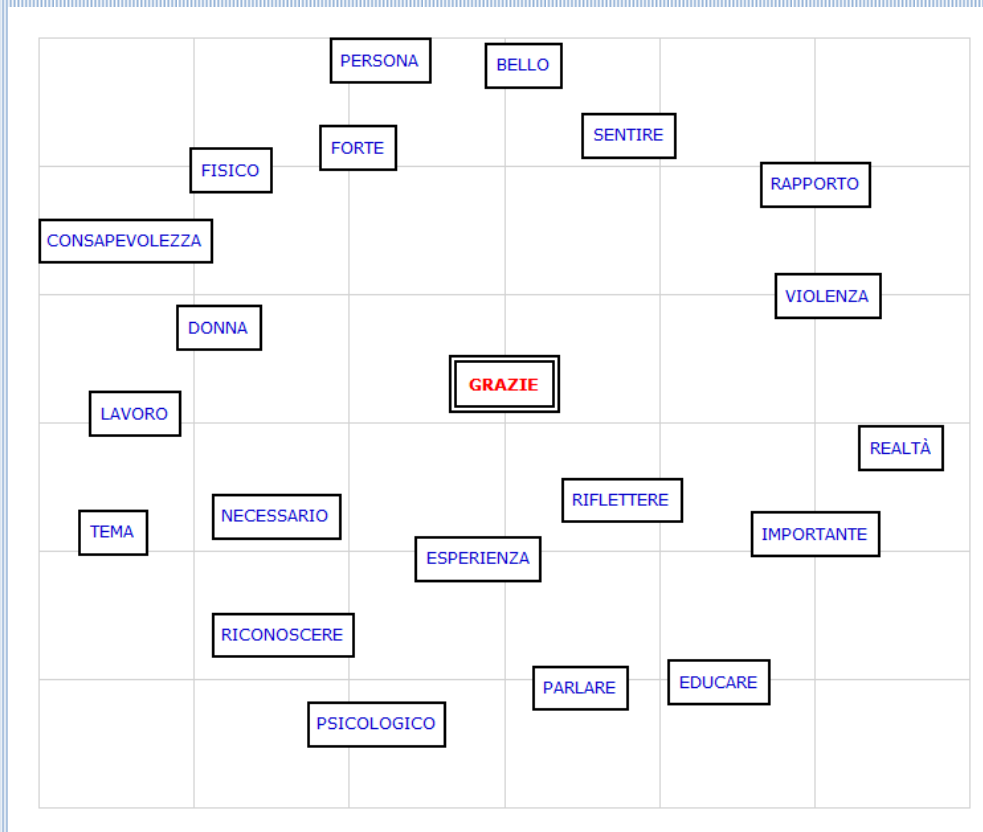 PERSONA
BELLO
SENTIRE
FORTE
FISICO
RAPPORTO
CONSAPEVOLEZZA
VIOLENZA
DONNA
GRAZIE
LAVORO
REALTÀ
RIFLETTERE
NECESSARIO
TEMA
IMPORTANTE
ESPERIENZA
RICONOSCERE
EDUCARE
PARLARE
PSICOLOGICO